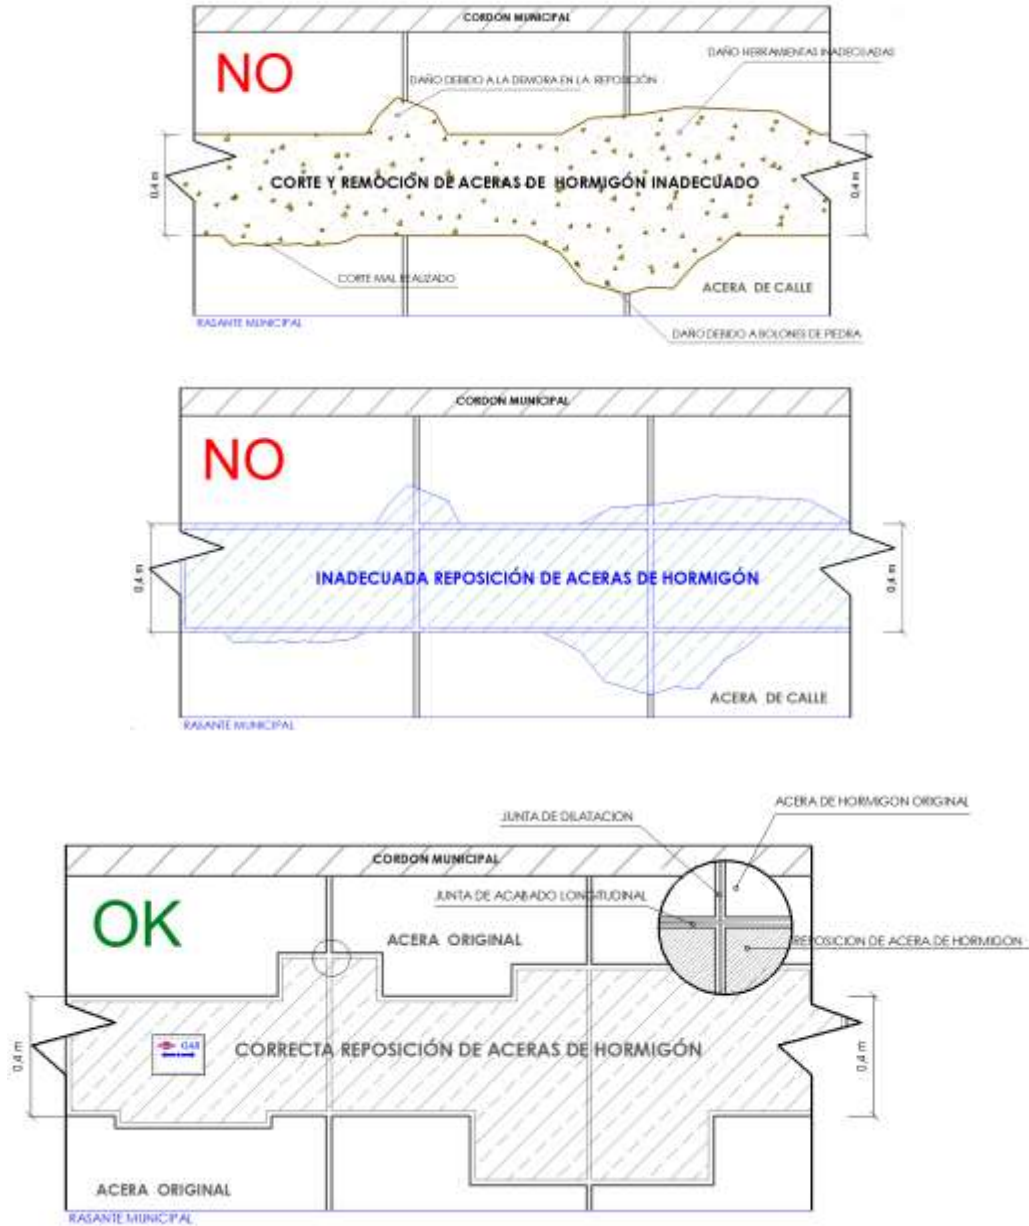 CORDON MUNICIPAL
NO
DAÑO DEBIDO A LA DEMORA EN LA REPOSICIÓN
DAÑO HERRAMIENTAS INADECUADAS
0,4 m
CORTE Y REMOCIÓN DE ACERAS DE HORMIGÓN INADECUADO
0,4 m
CORTE MAL REALIZADO
ACERA DE CALLE
RASANTE MUNICIPAL
DAÑO DEBIDO A BOLONES DE PIEDRA
CORDON MUNICIPAL
NO
0,4 m
INADECUADA REPOSICIÓN DE ACERAS DE HORMIGÓN
0,4 m
ACERA DE CALLE
RASANTE MUNICIPAL
ACERA DE HORMIGON ORIGINAL
JUNTA DE DILATACION
CORDON MUNICIPAL
JUNTA DE ACABADO LONGITUDINAL
OK
ACERA ORIGINAL
REPOSICION DE ACERA DE HORMIGON
0,4 m
GAS
CORRECTA REPOSICIÓN DE ACERAS DE HORMIGÓN
0,4 m
ACERA ORIGINAL
RASANTE MUNICIPAL